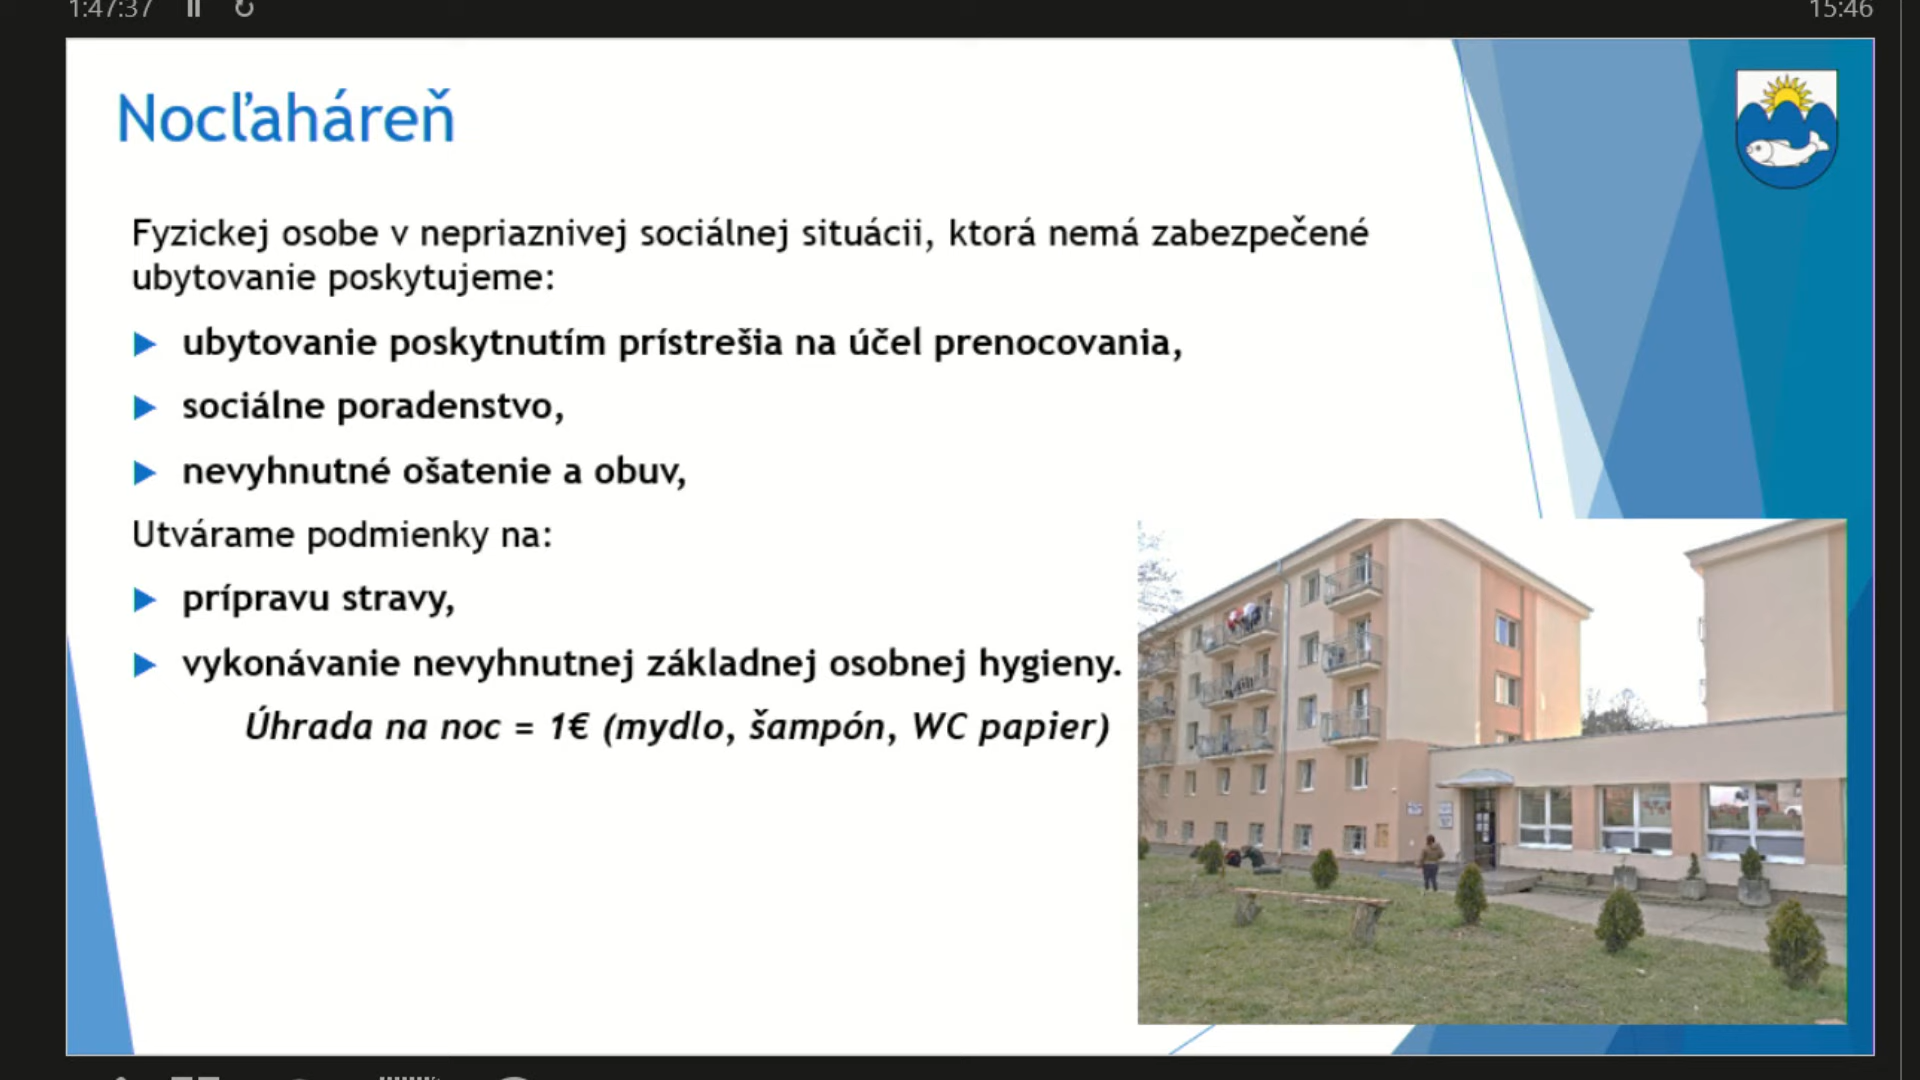 1:47:37
15:46
Nocľaháreň
Fyzickej osobe v nepriaznivej sociálnej situácii, ktorá nemá zabezpečené
ubytovanie poskytujeme:
ubytovanie poskytnutím prístrešia na účel prenocovania,
sociálne poradenstvo,
nevyhnutné ošatenie a obuv,
Utvárame podmienky na:
prípravu stravy,
vykonávanie nevyhnutnej základnej osobnej hygieny.
Úhrada na noc = 1€ (mydlo, šampón, WC papier)